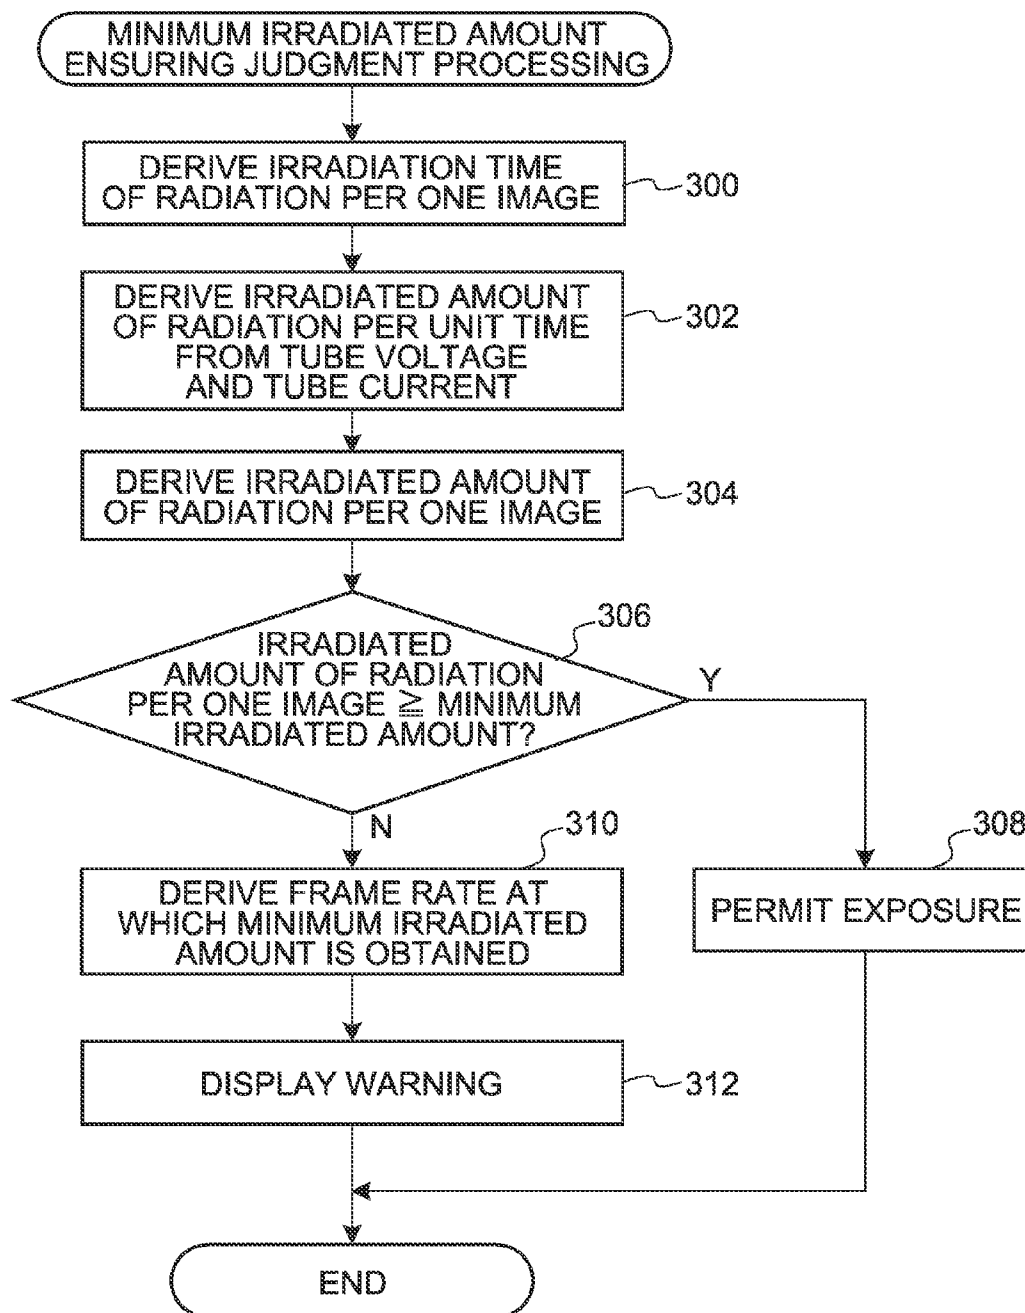 MINIMUM IRRADIATED AMOUNT
ENSURING JUDGMENT PROCESSING
DERIVE IRRADIATION TIME
OF RADIATION PER ONE IMAGE
300
DERIVE IRRADIATED AMOUNT
OF RADIATION PER UNIT TIME
FROM TUBE VOLTAGE
AND TUBE CURRENT
302
DERIVE IRRADIATED AMOUNT
OF RADIATION PER ONE IMAGE
304
306
IRRADIATED
AMOUNT OF RADIATION
PER ONE IMAGE ≧ MINIMUM
IRRADIATED AMOUNT?
Y
N
310
308
DERIVE FRAME RATE AT
WHICH MINIMUM IRRADIATED
AMOUNT IS OBTAINED
PERMIT EXPOSURE
DISPLAY WARNING
312
END